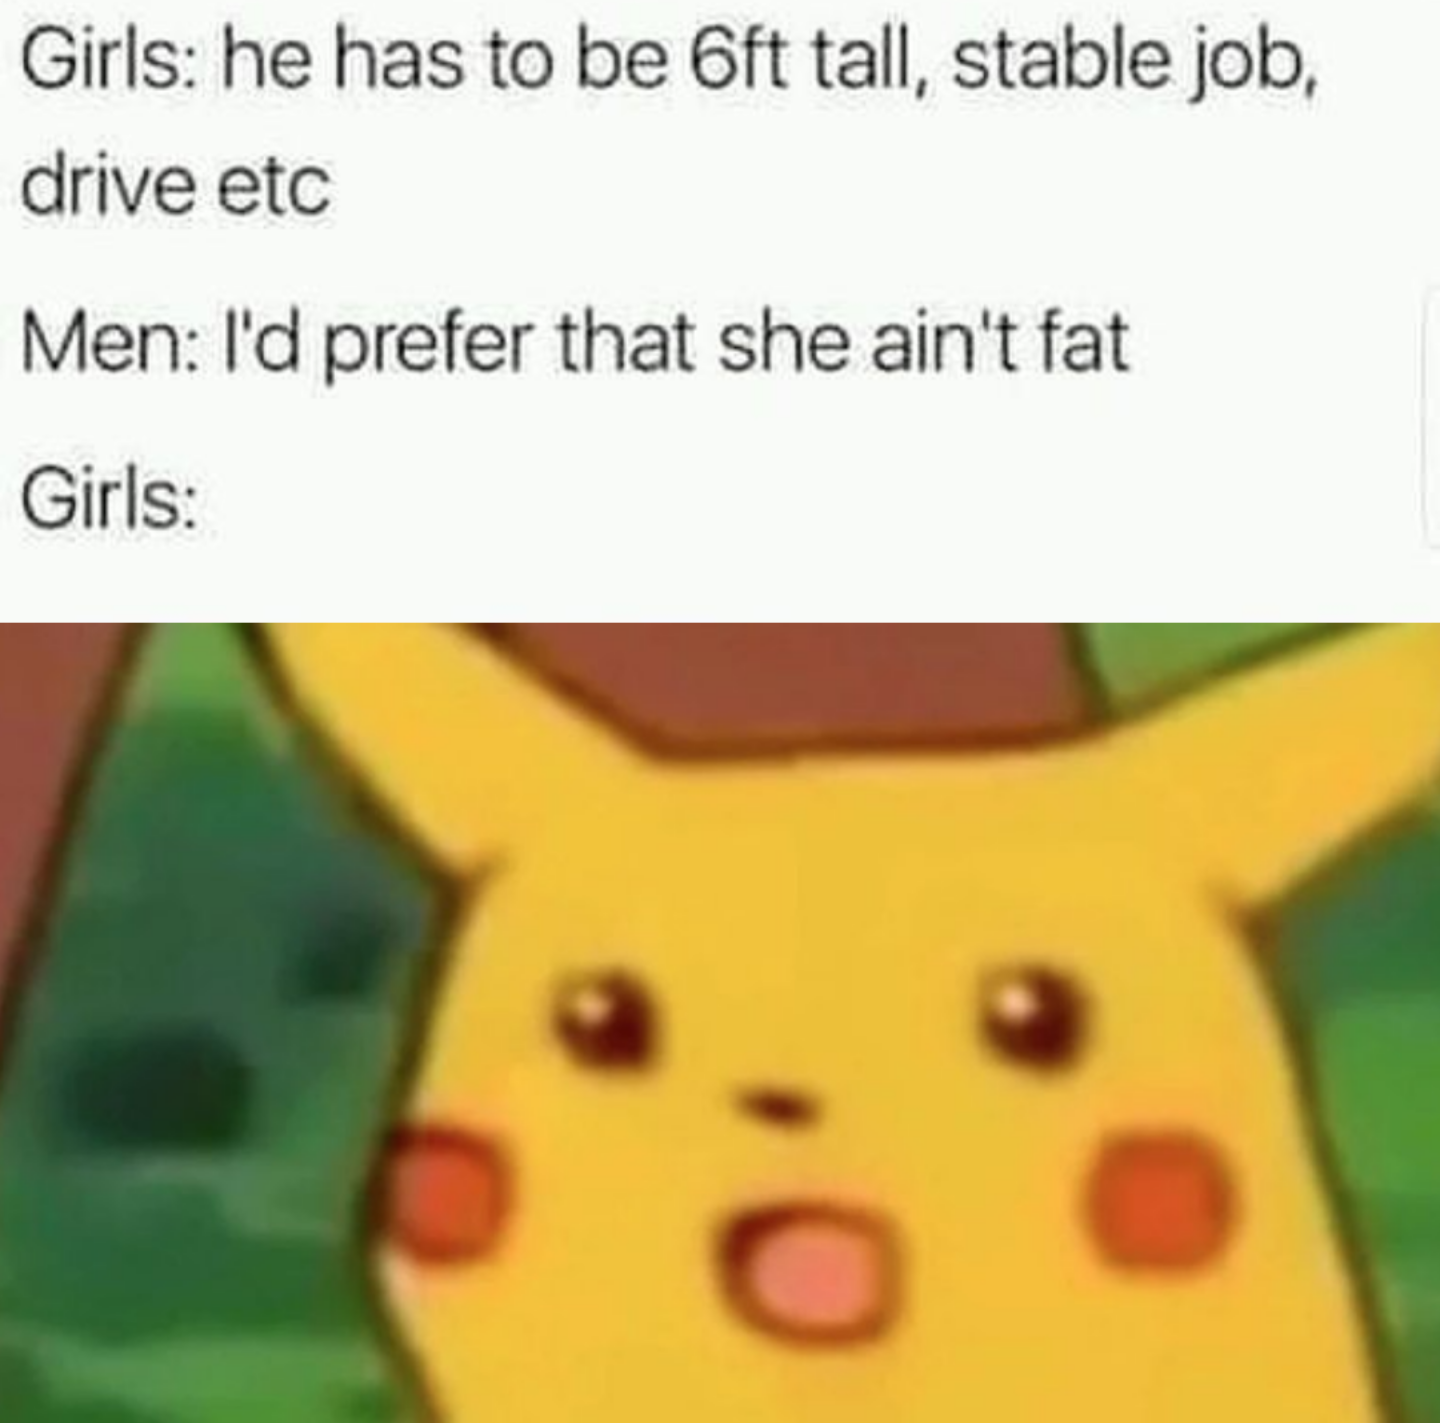 Girls: he has to be 6ft tall, stable job,
drive etc
Men: I'd prefer that she ain't fat
Girls: